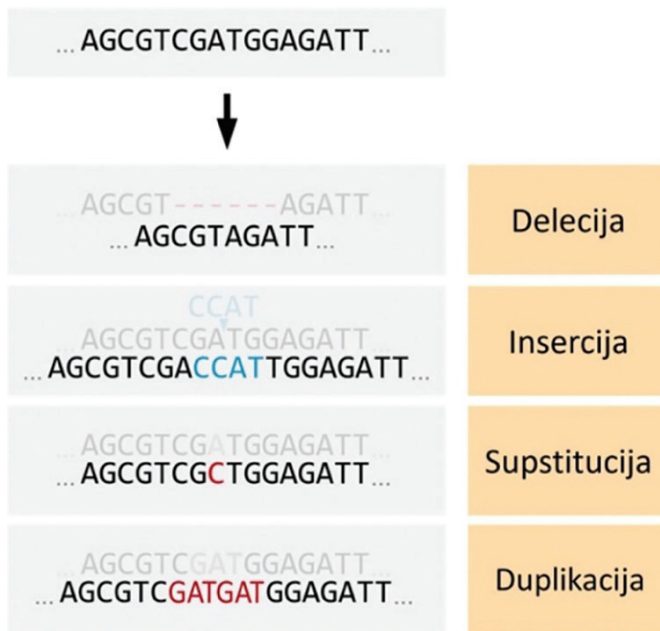 ... AGCGTCGATGGAGATT...
... AGCGT------AGATT...
... AGCGTAGATT...
Delecija
CCAT
... AGCGTCGATGGAGATT...
... AGCGTCGACCATTGGAGATT...
Insercija
... AGCGTCGATGGAGATT...
... AGCGTCGCTGGAGATT...
Supstitucija
... AGCGTCGATGGAGATT...
... AGCGTCGATGATGGAGATT...
Duplikacija